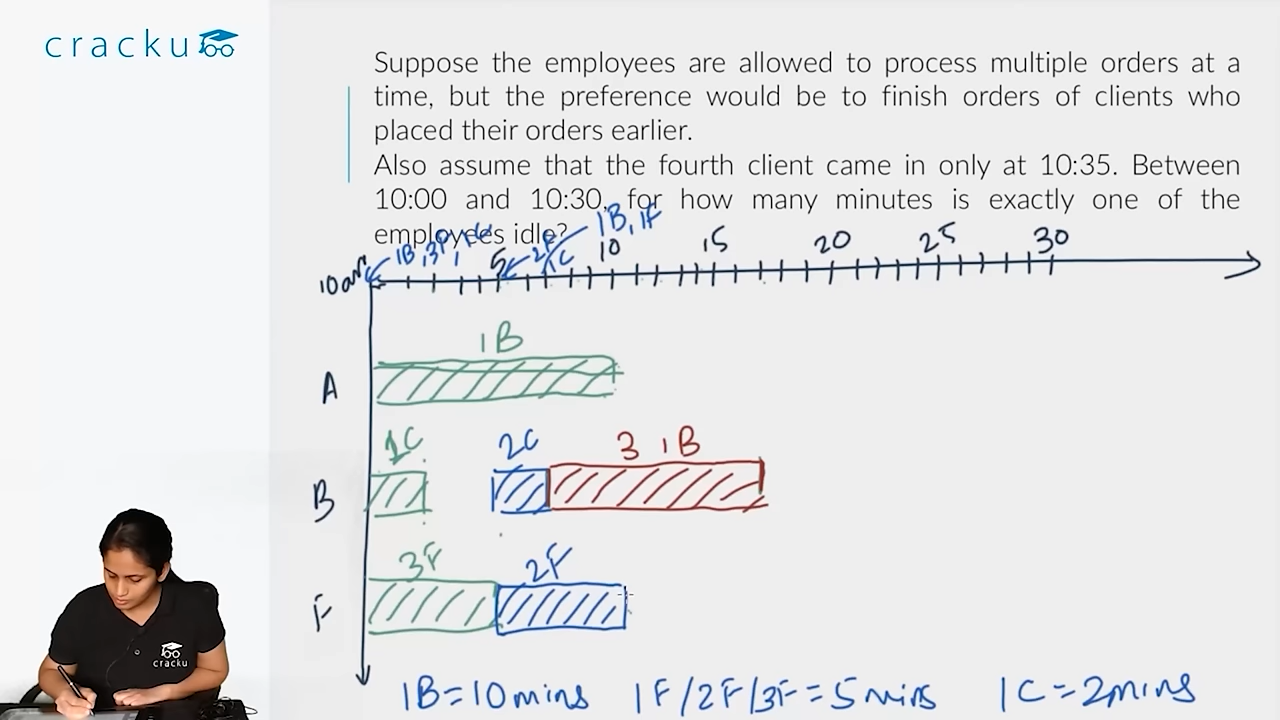 cracku
Suppose the employees are allowed to process multiple orders at a
time, but the preference would be to finish orders of clients who
placed their orders earlier.
Also assume that the fourth client came in only at 10:35. Between
10:00 and 10:30, for how many minutes is exactly one of the
employees idle?
1B, 1F
1B, 3F, 1C
2F
1C
10am
5
10
15
20
25
30
1B
A
1C
2C
3 1B
B
3F
2F
F
cracku
1B = 10 mins 1F/2F/3F = 5 mins 1C = 2 mins